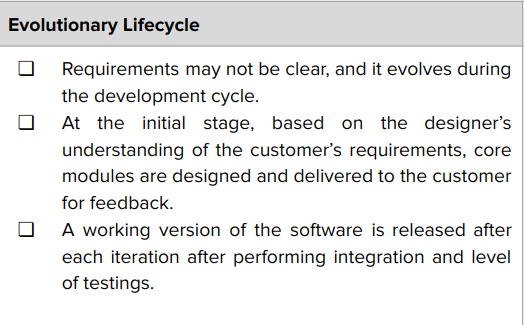 Evolutionary Lifecycle
Requirements may not be clear, and it evolves during
the development cycle.
At the initial stage, based on the designer's
understanding of the customer's requirements, core
modules are designed and delivered to the customer
for feedback.
A working version of the software is released after
each iteration after performing integration and level
of testings.